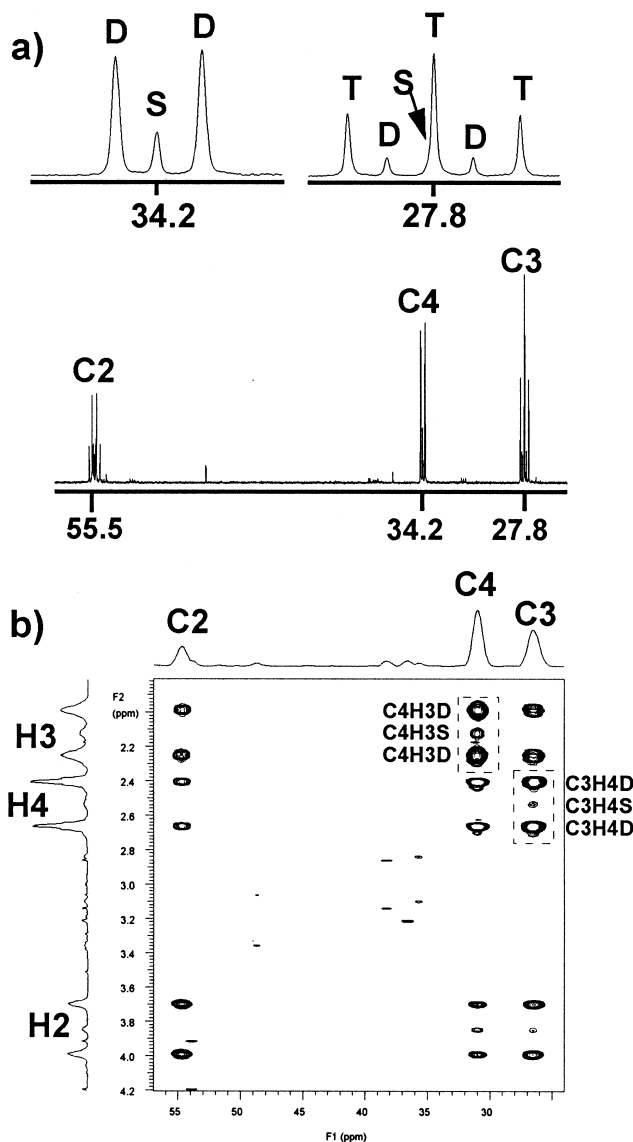 a)
D D
S
34.2
T
S
T T
D D
27.8
C2 C4 C3
55.5 34.2 27.8
b)
C2 C4 C3
F2
(ppm)
H3
H4
H2
C4H3D
C4H3S
C4H3D
C3H4D
C3H4S
C3H4D
2.2
2.4
2.6
2.8
3.0
3.2
3.4
3.6
3.8
4.0
4.2
55 50 45 40 35 30
F1 (ppm)